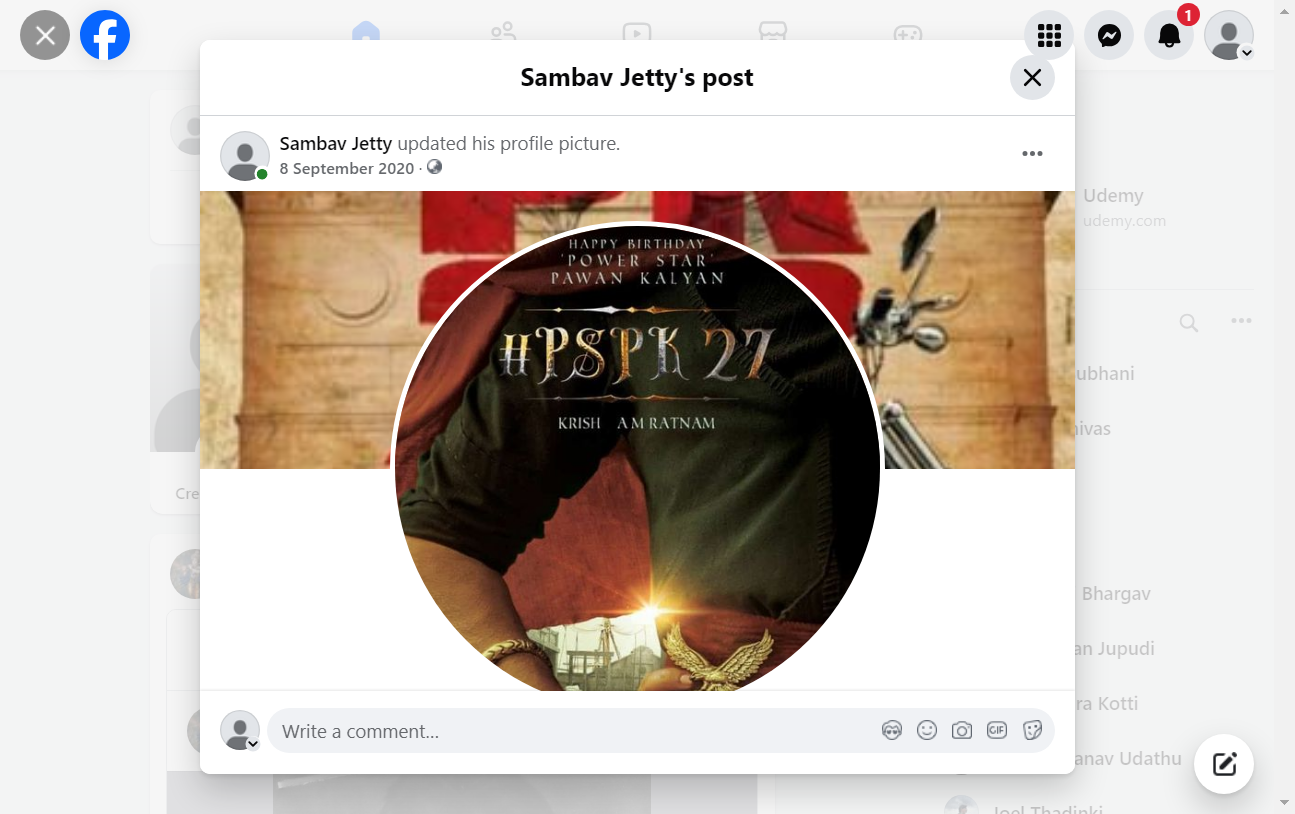 1
Sambav Jetty's post
Sambav Jetty updated his profile picture.
8 September 2020 ·
HAPPY BIRTHDAY
'POWER STAR'
PAWAN KALYAN
#PSPK 27
KRISH AM RATNAM
Write a comment...
GIF
Udemy
udemy.com
ubhani
ivas
Cre
Bhargav
an Jupudi
ra Kotti
anav Udathu
Joel Thadinki